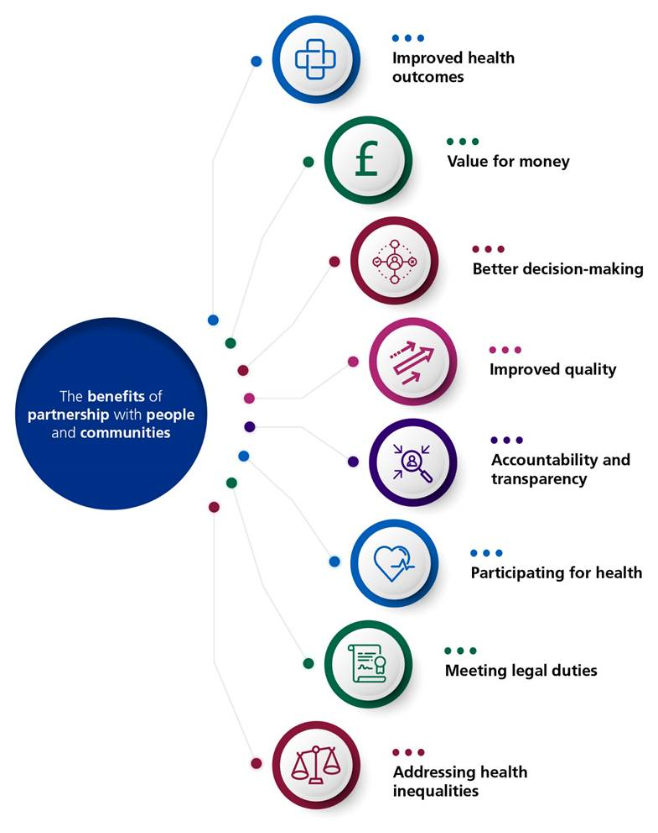 The benefits of
partnership with people
and communities
Improved health
outcomes
£
Value for money
Better decision-making
Improved quality
Accountability and
transparency
Participating for health
Meeting legal duties
Addressing health
inequalities